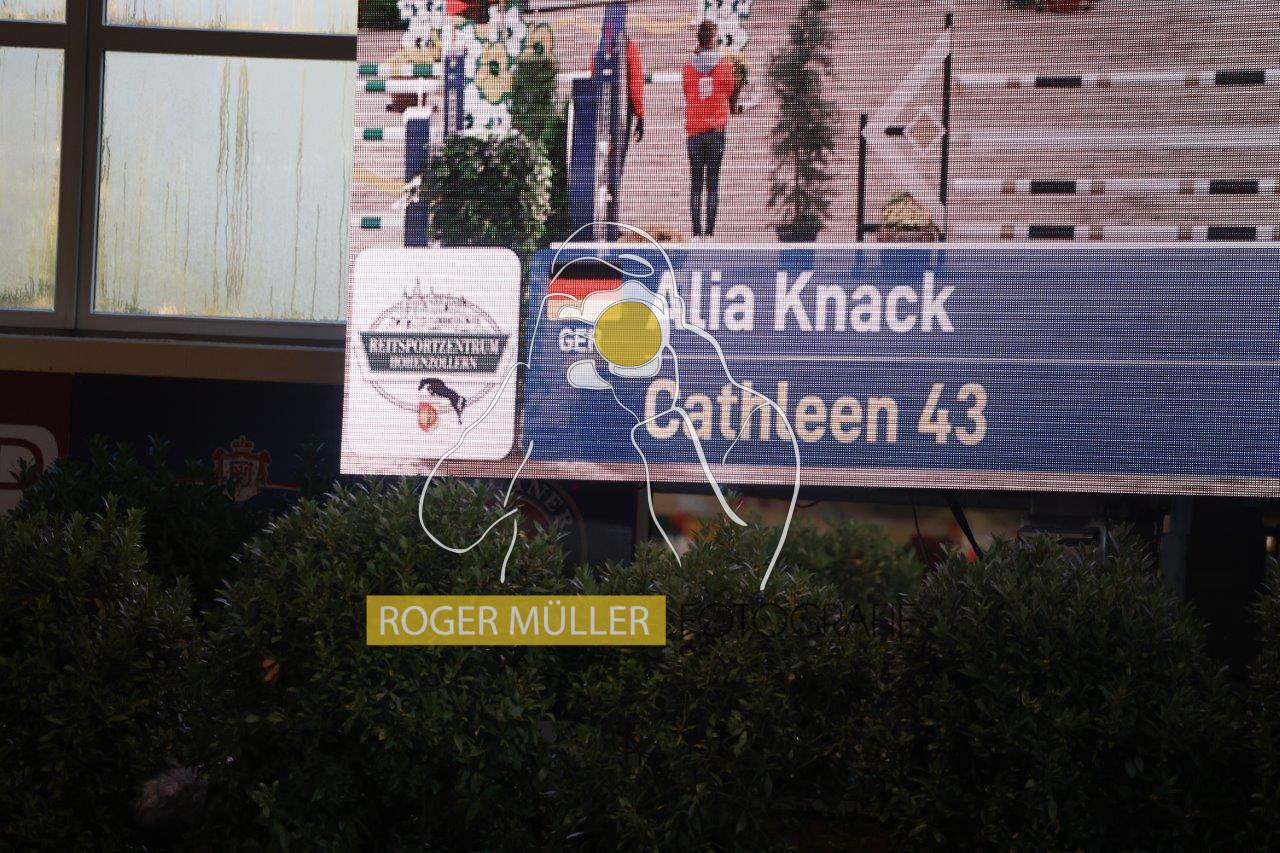 Alia Knack
REITSPORTZENTRUM
HOHENZOLLERN
GER
Cathleen 43
ROGER MÜLLER FOTOGRAFIE